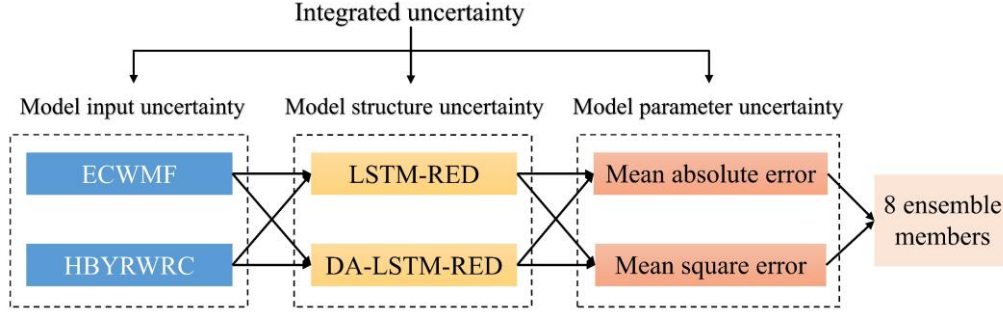 Integrated uncertainty
Model input uncertainty
Model structure uncertainty
Model parameter uncertainty
ECWMF
LSTM-RED
Mean absolute error
8 ensemble
members
HBYRWRC
DA-LSTM-RED
Mean square error